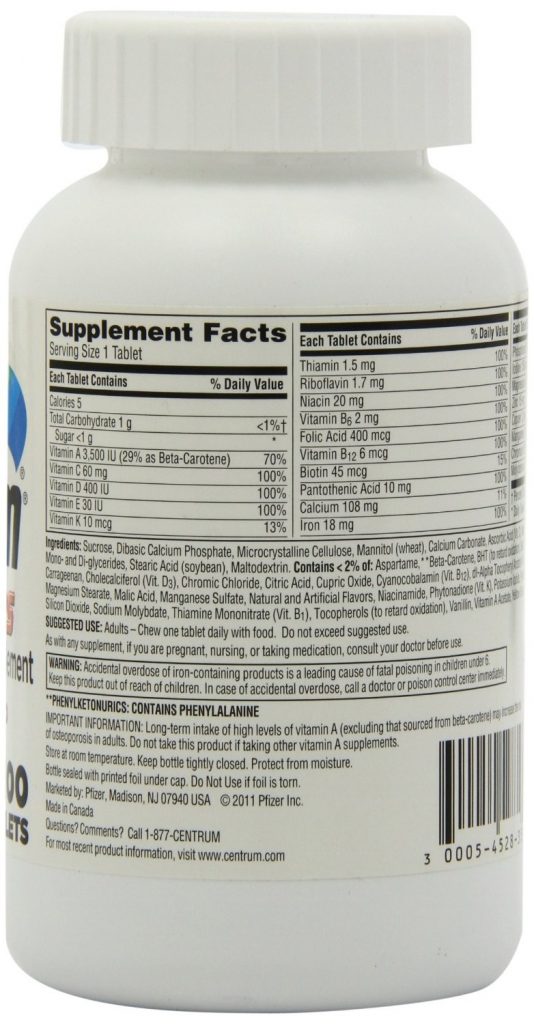 Supplement Facts
Serving Size 1 Tablet
Each Tablet Contains % Daily Value
Calories 5
Total Carbohydrate 1 g <1%†
Sugar <1 g *
Vitamin A 3,500 IU (29% as Beta-Carotene) 70%
Vitamin C 60 mg 100%
Vitamin D 400 IU 100%
Vitamin E 30 IU 100%
Vitamin K 10 mcg 13%
Each Tablet Contains % Daily Value
Thiamin 1.5 mg 100%
Riboflavin 1.7 mg 100%
Niacin 20 mg 100%
Vitamin B6 2 mg 100%
Folic Acid 400 mcg 100%
Vitamin B12 6 mcg 100%
Biotin 45 mcg 15%
Pantothenic Acid 10 mg 100%
Calcium 108 mg 11%
Iron 18 mg 100%
Each
Ingredients: Sucrose, Dibasic Calcium Phosphate, Microcrystalline Cellulose, Mannitol (wheat), Calcium Carbonate, Ascorbic Acid
Mono- and Di-glycerides, Stearic Acid (soybean), Maltodextrin. Contains < 2% of: Aspartame,**Beta-Carotene, BHT (to retard
Carrageenan, Cholecalciferol (Vit. D3), Chromic Chloride, Citric Acid, Cupric Oxide, Cyanocobalamin (Vit. B12), dl-Alpha Tocopheryl
Magnesium Stearate, Malic Acid, Manganese Sulfate, Natural and Artificial Flavors, Niacinamide, Phytonadione (Vit. K), Potassium
Silicon Dioxide, Sodium Molybdate, Thiamine Mononitrate (Vit. B1), Tocopherols (to retard oxidation), Vanillin, Vitamin A Acetate,
SUGGESTED USE: Adults – Chew one tablet daily with food. Do not exceed suggested use.
As with any supplement, if you are pregnant, nursing, or taking medication, consult your doctor before use.
WARNING: Accidental overdose of iron-containing products is a leading cause of fatal poisoning in children under 6.
Keep this product out of reach of children. In case of accidental overdose, call a doctor or poison control center immediately.
**PHENYLKETONURICS: CONTAINS PHENYLALANINE
IMPORTANT INFORMATION: Long-term intake of high levels of vitamin A (excluding that sourced from beta-carotene) may increase
of osteoporosis in adults. Do not take this product if taking other vitamin A supplements.
Store at room temperature. Keep bottle tightly closed. Protect from moisture.
Bottle sealed with printed foil under cap. Do Not Use if foil is torn.
Marketed by: Pfizer, Madison, NJ 07940 USA © 2011 Pfizer Inc.
Made in Canada
Questions? Comments? Call 1-877-CENTRUM
For most recent product information, visit www.centrum.com
3 0005-4528-